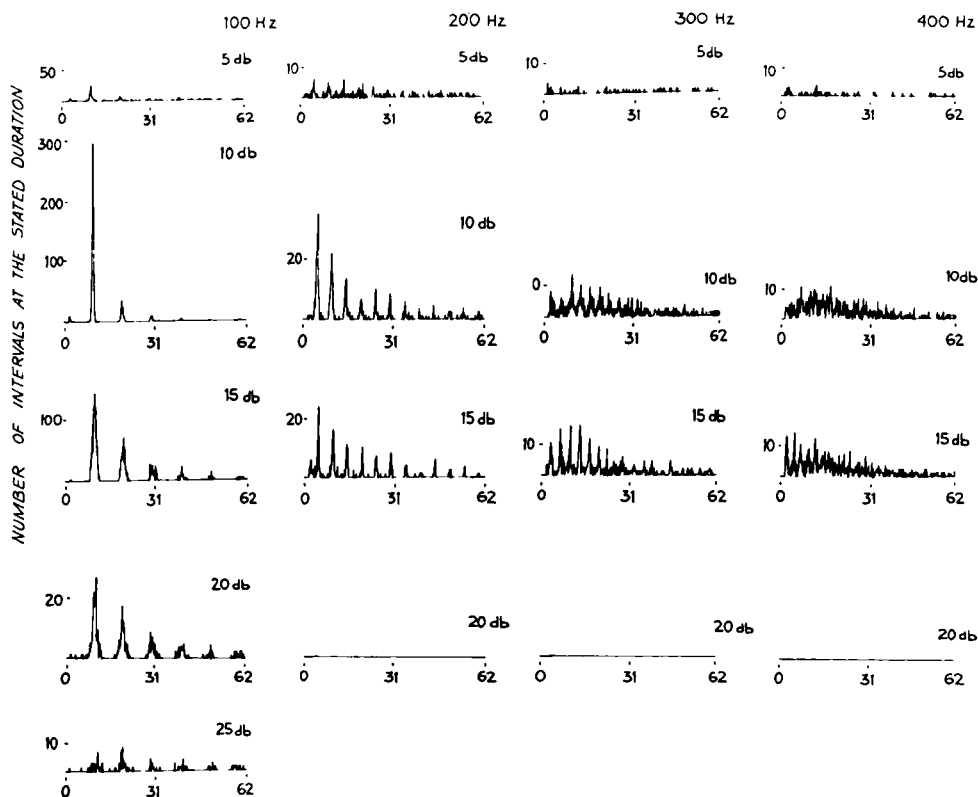 100 Hz 200 Hz 300 Hz 400 Hz
NUMBER OF INTERVALS AT THE STATED DURATION
50 5 db 10 5db 10 5db 10 5db
0 31 62 0 31 62 0 31 62 0 31 62
300 200 100 10 db 20 10 db 0 10db 10 10db
0 31 62 0 31 62 0 31 62 0 31 62
100 15 db 20 15db 10 15 db 10 15db
0 31 62 0 31 62 0 31 62 0 31 62
20 20 db 20 db 20 db 20 db
0 31 62 0 31 62 0 31 62 0 31 62
10 25 db
0 31 62